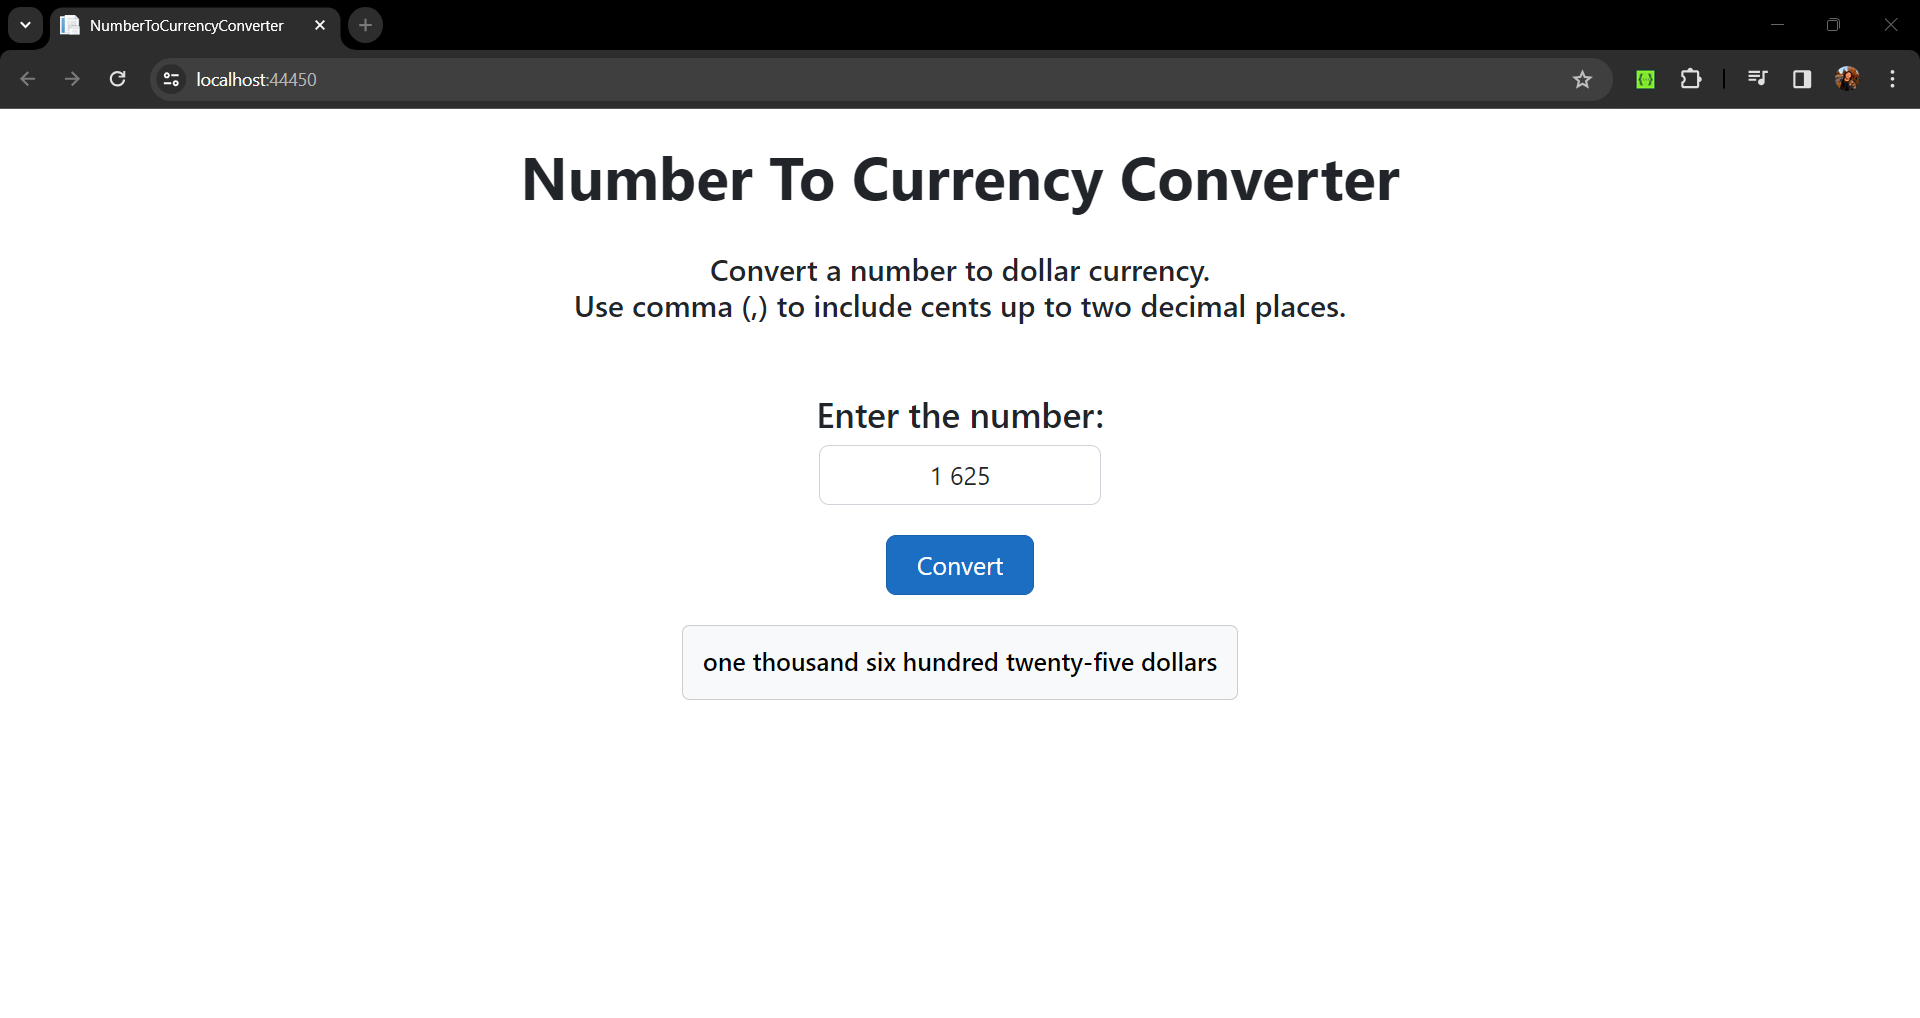 NumberToCurrencyConverter
localhost:44450
Number To Currency Converter
Convert a number to dollar currency.
Use comma (,) to include cents up to two decimal places.
Enter the number:
1 625
Convert
one thousand six hundred twenty-five dollars